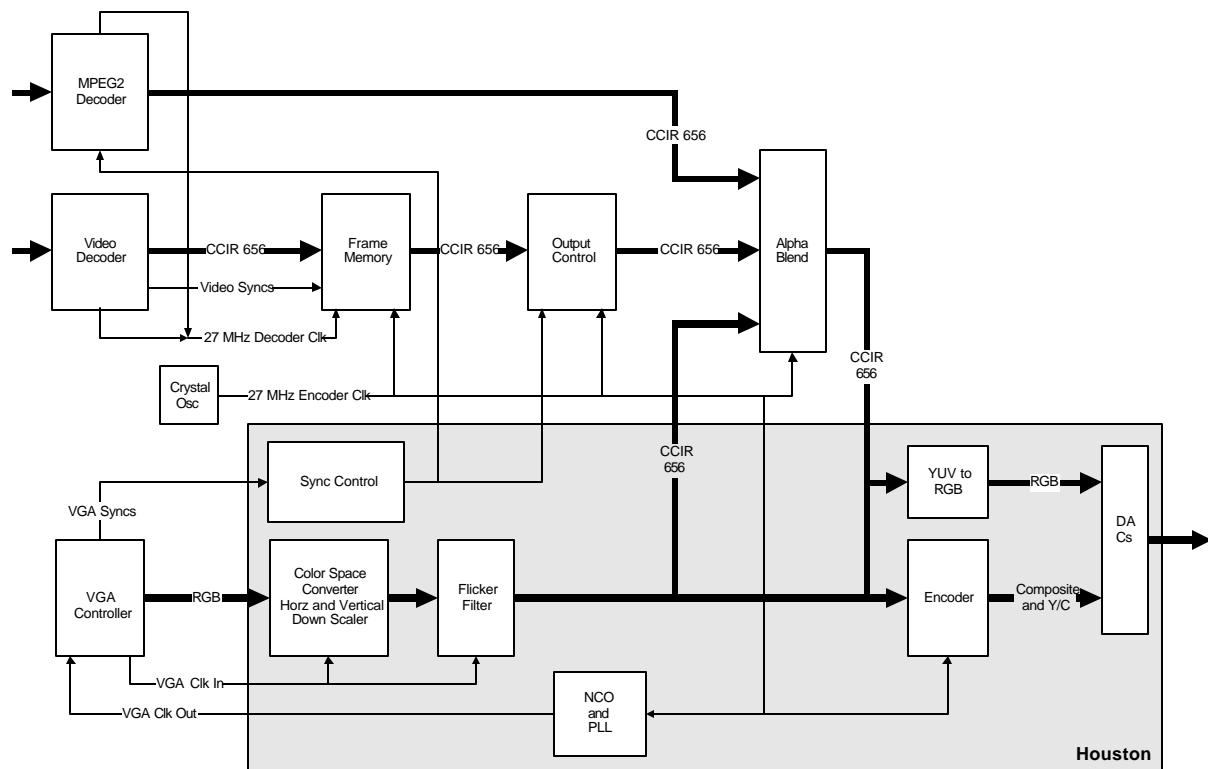 MPEG2
Decoder
CCIR 656
Video
Decoder
CCIR 656
Frame
Memory
CCIR 656
Output
Control
CCIR 656
Alpha
Blend
Video Syncs
27 MHz Decoder Clk
CCIR
656
Crystal
Osc
27 MHz Encoder Clk
CCIR
656
Sync Control
YUV to
RGB
RGB
VGA Syncs
DA
Cs
VGA
Controller
RGB
Color Space
Converter
Horz and Vertical
Down Scaler
Flicker
Filter
Encoder
Composite
and Y/C
VGA Clk In
VGA Clk Out
NCO
and
PLL
Houston